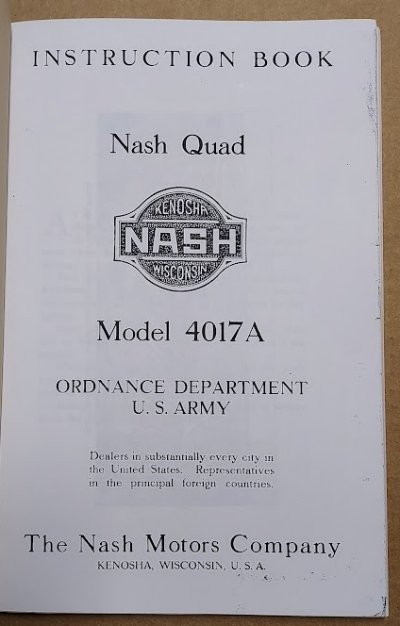 INSTRUCTION BOOK
Nash Quad
KENOSHA
NASH
WISCONSIN
Model 4017A
ORDNANCE DEPARTMENT
U. S. ARMY
Dealers in substantially every city in
the United States. Representatives
in the principal foreign countries.
The Nash Motors Company
KENOSHA, WISCONSIN, U. S. A.